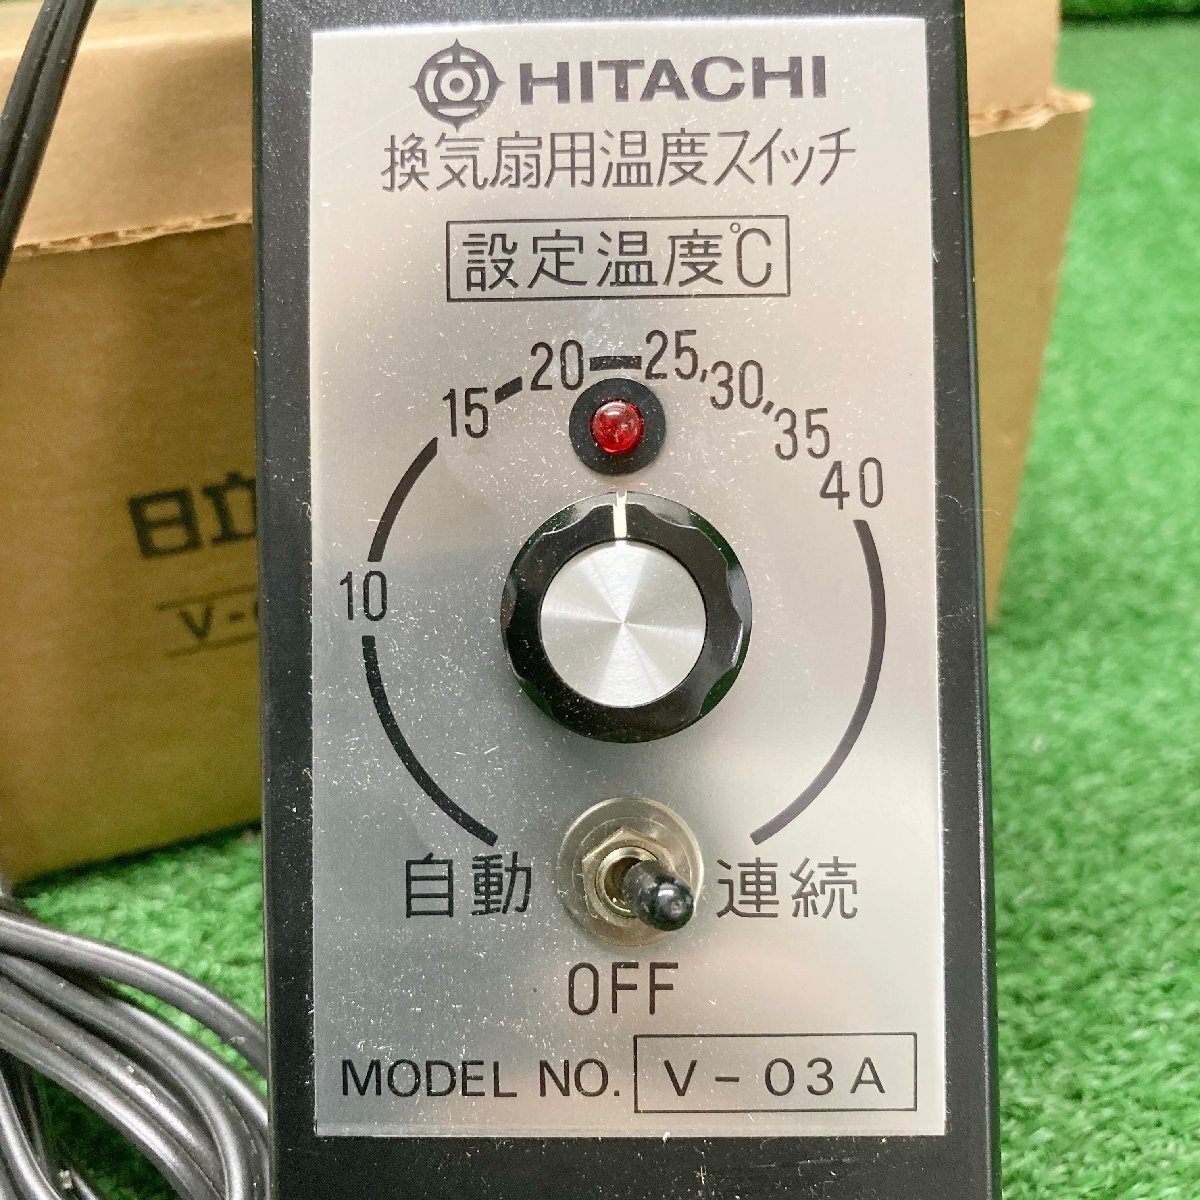 HITACHI
換気扇用温度スイッチ
設定温度℃
10 15 20 25 30 35 40
自動
連続
OFF
MODEL NO. V-03A
日立